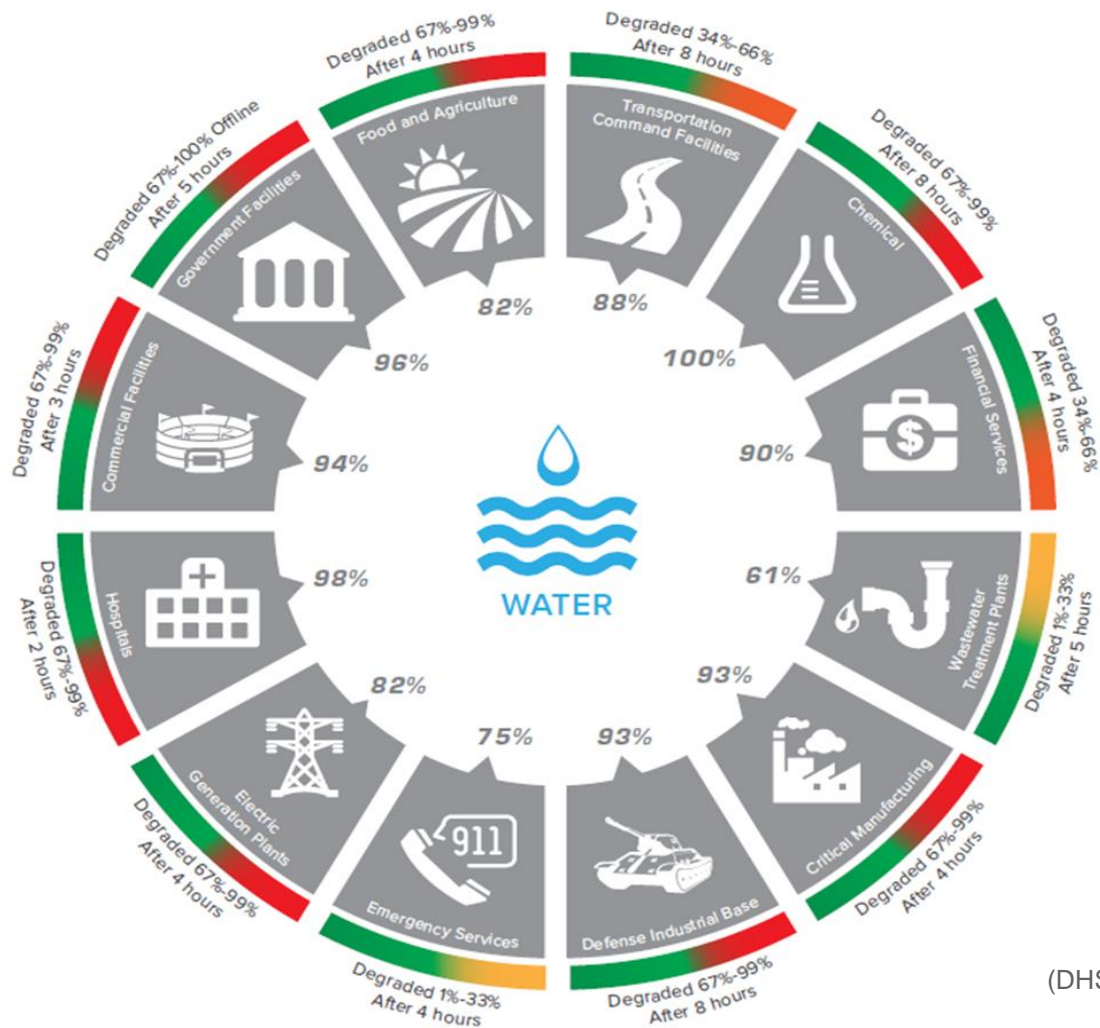 Degraded 34%-66%
After 8 hours
Transportation
Command Facilities
88%
Degraded 67%-99%
After 8 hours
Chemical
100%
Degraded 34%-66%
After 4 hours
Financial Services
90%
Degraded 1%-33%
After 5 hours
Wastewater
Treatment Plants
61%
Degraded 67%-99%
After 4 hours
Critical Manufacturing
93%
Degraded 67%-99%
After 8 hours
Defense Industrial Base
93%
Degraded 1%-33%
After 4 hours
Emergency Services
911
75%
Degraded 67%-99%
After 4 hours
Electric
Generation Plants
82%
Degraded 67%-99%
After 2 hours
Hospitals
98%
Degraded 67%-99%
After 3 hours
Commercial Facilities
94%
Degraded 67%-100% Offline
After 5 hours
Government Facilities
96%
Degraded 67%-99%
After 4 hours
Food and Agriculture
82%
$
WATER
(DHS